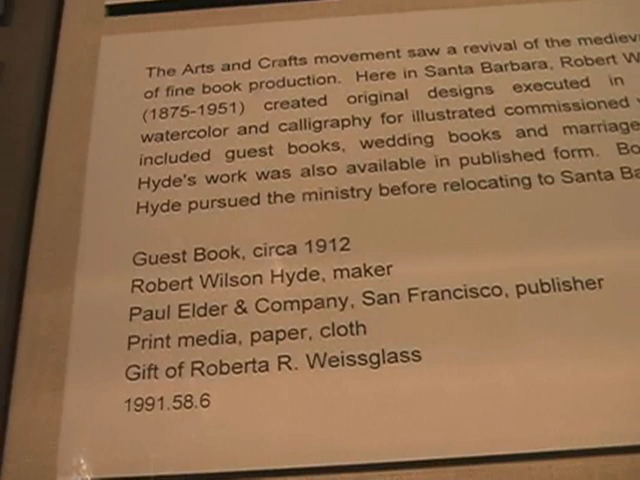 The Arts and Crafts movement saw a revival of the
of fine book production. Here in Santa Barbara, Robert
(1875-1951) created original designs executed in
watercolor and calligraphy for illustrated commissioned
included guest books, wedding books and marriage
Hyde's work was also available in published form.
Hyde pursued the ministry before relocating to Santa
Guest Book, circa 1912
Robert Wilson Hyde, maker
Paul Elder & Company, San Francisco, publisher
Print media, paper, cloth
Gift of Roberta R. Weissglass
1991.58.6